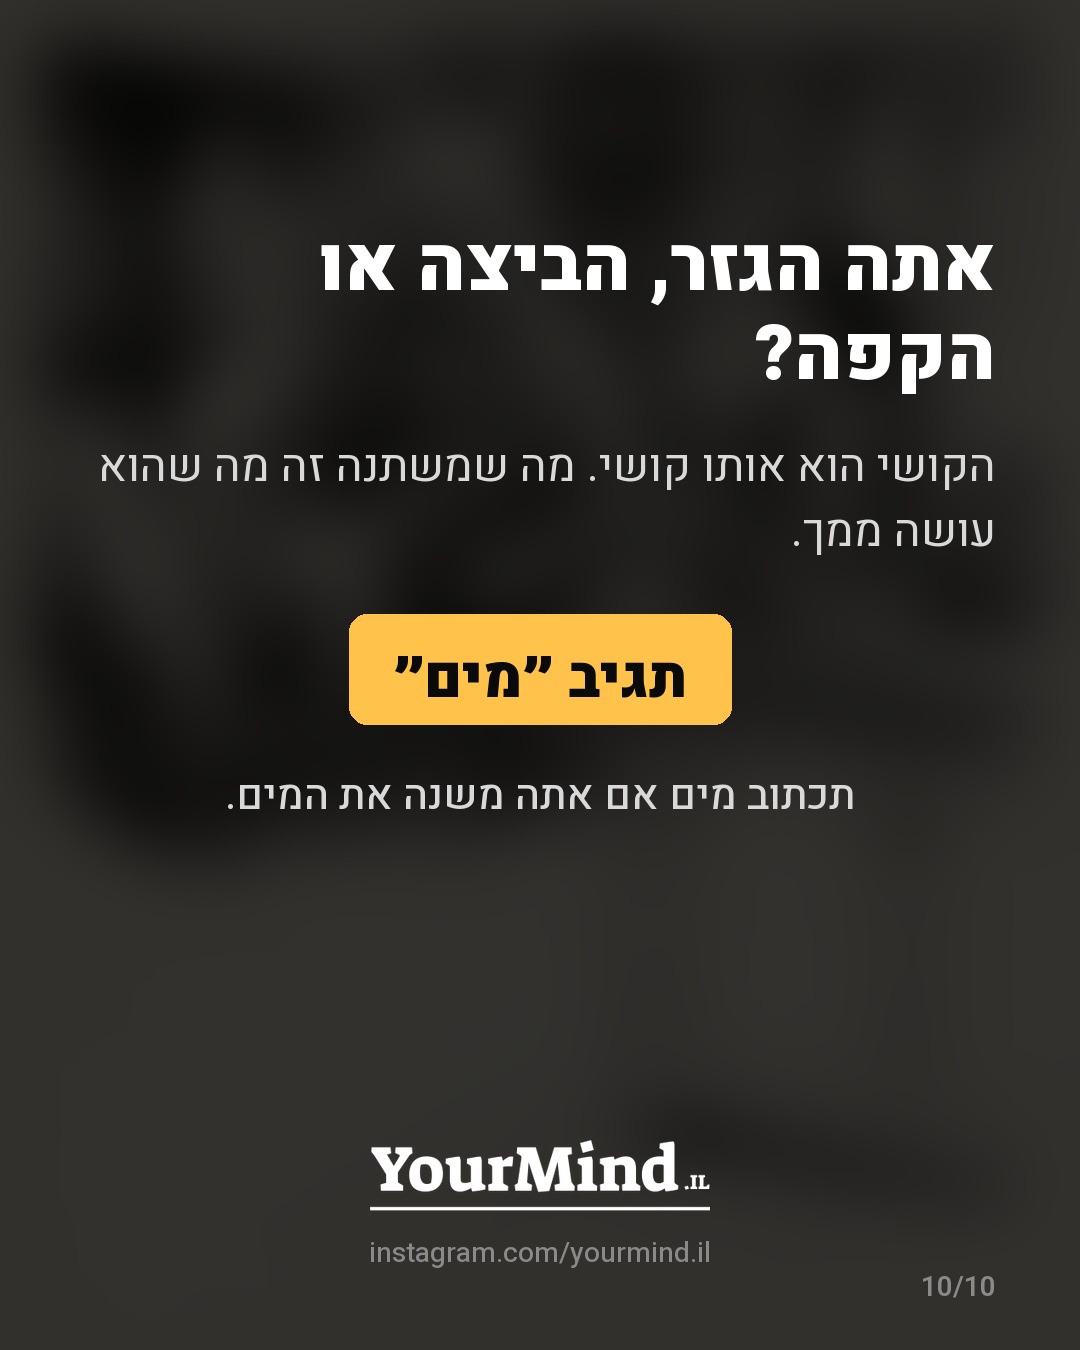 אתה הגזר, הביצה או
הקפה?
הקושי הוא אותו קושי. מה שמשתנה זה מה שהוא
עושה ממך.
תגיב ”מים”
תכתוב מים אם אתה משנה את המים.
YourMind.IL
instagram.com/yourmind.il
10/10